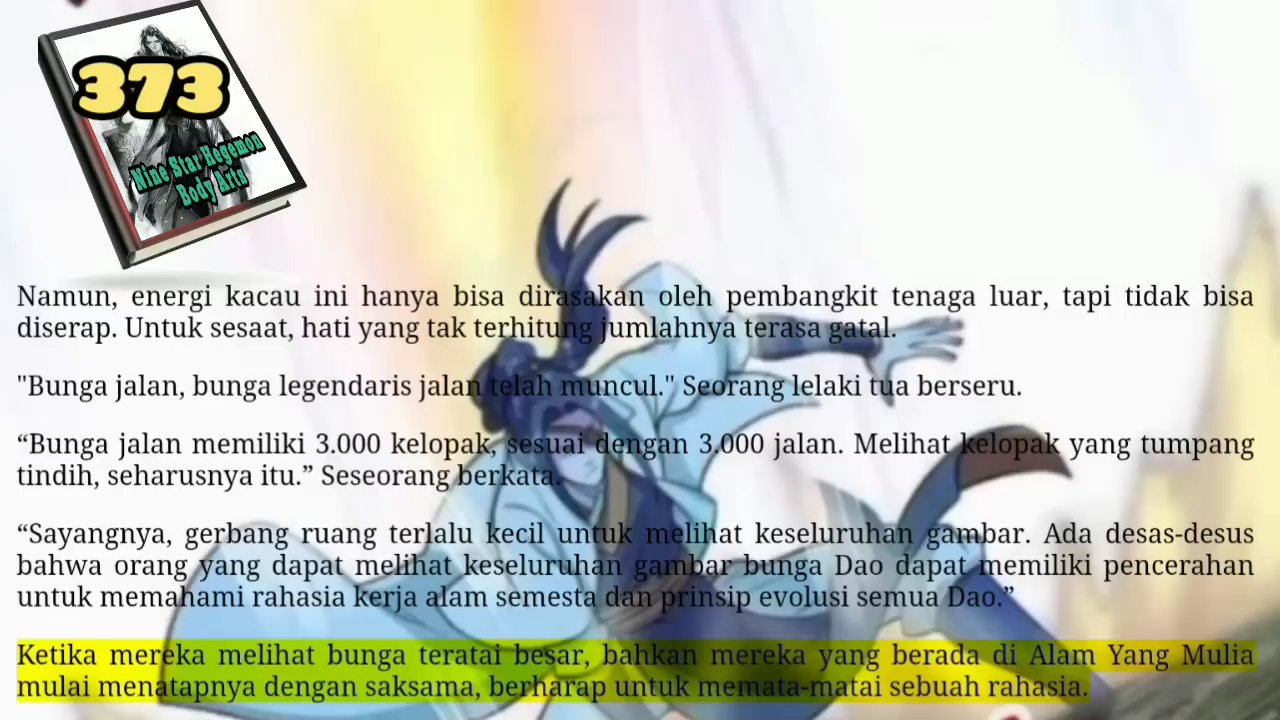 373
Nine Star Hegemon
Body Arts
Namun, energi kacau ini hanya bisa dirasakan oleh pembangkit tenaga luar, tapi tidak bisa
diserap. Untuk sesaat, hati yang tak terhitung jumlahnya terasa gatal.
"Bunga jalan, bunga legendaris jalan telah muncul." Seorang lelaki tua berseru.
“Bunga jalan memiliki 3.000 kelopak, sesuai dengan 3.000 jalan. Melihat kelopak yang tumpang
tindih, seharusnya itu.” Seseorang berkata.
“Sayangnya, gerbang ruang terlalu kecil untuk melihat keseluruhan gambar. Ada desas-desus
bahwa orang yang dapat melihat keseluruhan gambar bunga Dao dapat memiliki pencerahan
untuk memahami rahasia kerja alam semesta dan prinsip evolusi semua Dao.”
Ketika mereka melihat bunga teratai besar, bahkan mereka yang berada di Alam Yang Mulia
mulai menatapnya dengan saksama, berharap untuk memata-matai sebuah rahasia.